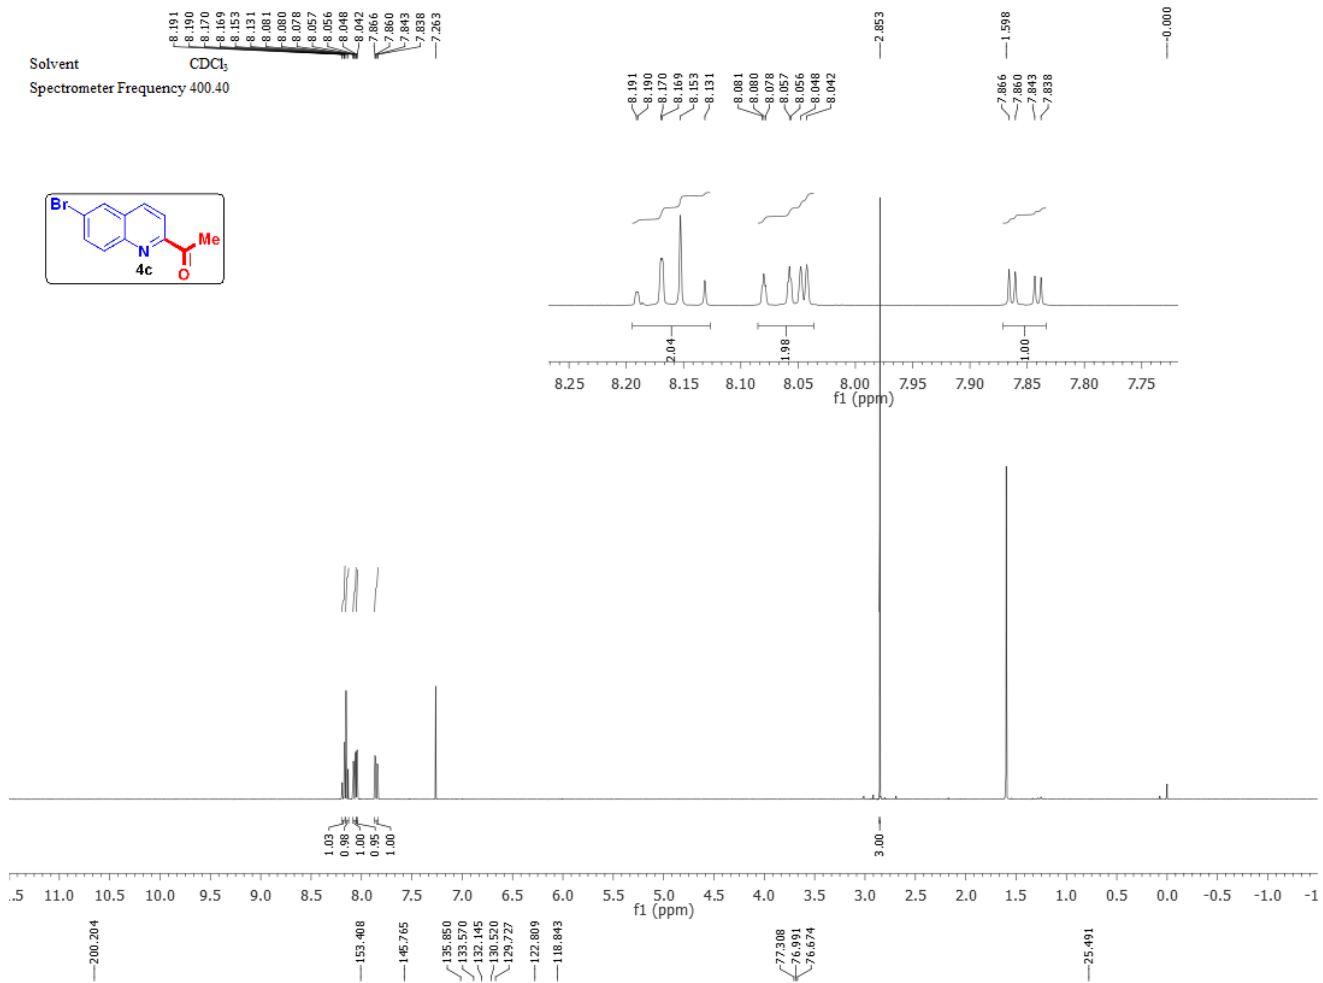 8.191 8.190 8.170 8.169 8.153 8.131 8.081 8.080 8.078 8.057 8.056 8.048 8.042 7.866 7.860 7.843 7.838 7.263
2.853
1.598
-0.000
Solvent CDCl3
Spectrometer Frequency 400.40
8.191 8.190 8.170 8.169 8.153 8.131
8.081 8.080 8.078 8.057 8.056 8.048 8.042
7.866 7.860 7.843 7.838
Br
N
Me
O
4c
2.04
1.98
1.00
8.25 8.20 8.15 8.10 8.05 8.00 7.95 7.90 7.85 7.80 7.75
f1 (ppm)
1.03 0.98 1.00 0.95 1.00
3.00
.5 11.0 10.5 10.0 9.5 9.0 8.5 8.0 7.5 7.0 6.5 6.0 5.5 5.0 4.5 4.0 3.5 3.0 2.5 2.0 1.5 1.0 0.5 0.0 -0.5 -1.0 -1
f1 (ppm)
200.204
153.408
145.765
135.850 133.570 132.145 130.520 129.727
122.809
118.843
77.308 76.991 76.674
25.491